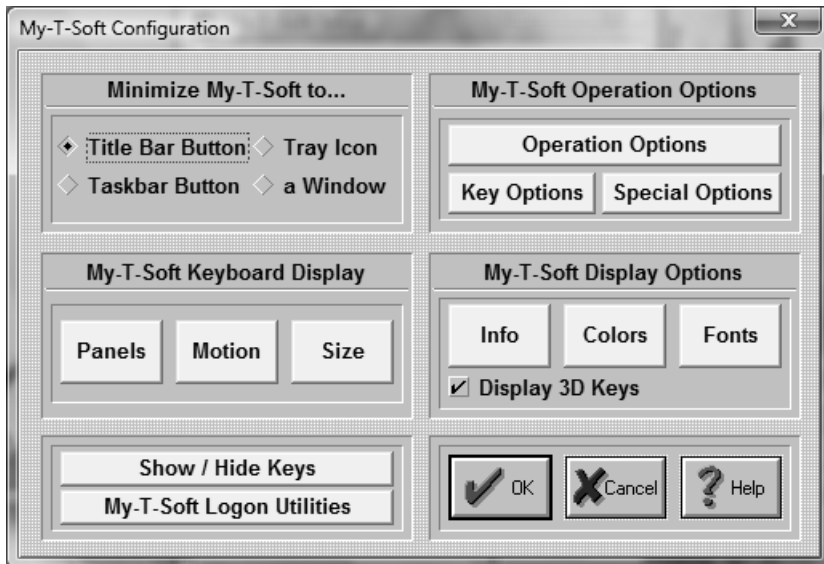 My-T-Soft Configuration
X
Minimize My-T-Soft to...
Title Bar Button
Tray Icon
Taskbar Button
a Window
My-T-Soft Operation Options
Operation Options
Key Options
Special Options
My-T-Soft Keyboard Display
Panels
Motion
Size
My-T-Soft Display Options
Info
Colors
Fonts
Display 3D Keys
Show / Hide Keys
My-T-Soft Logon Utilities
OK
Cancel
? Help